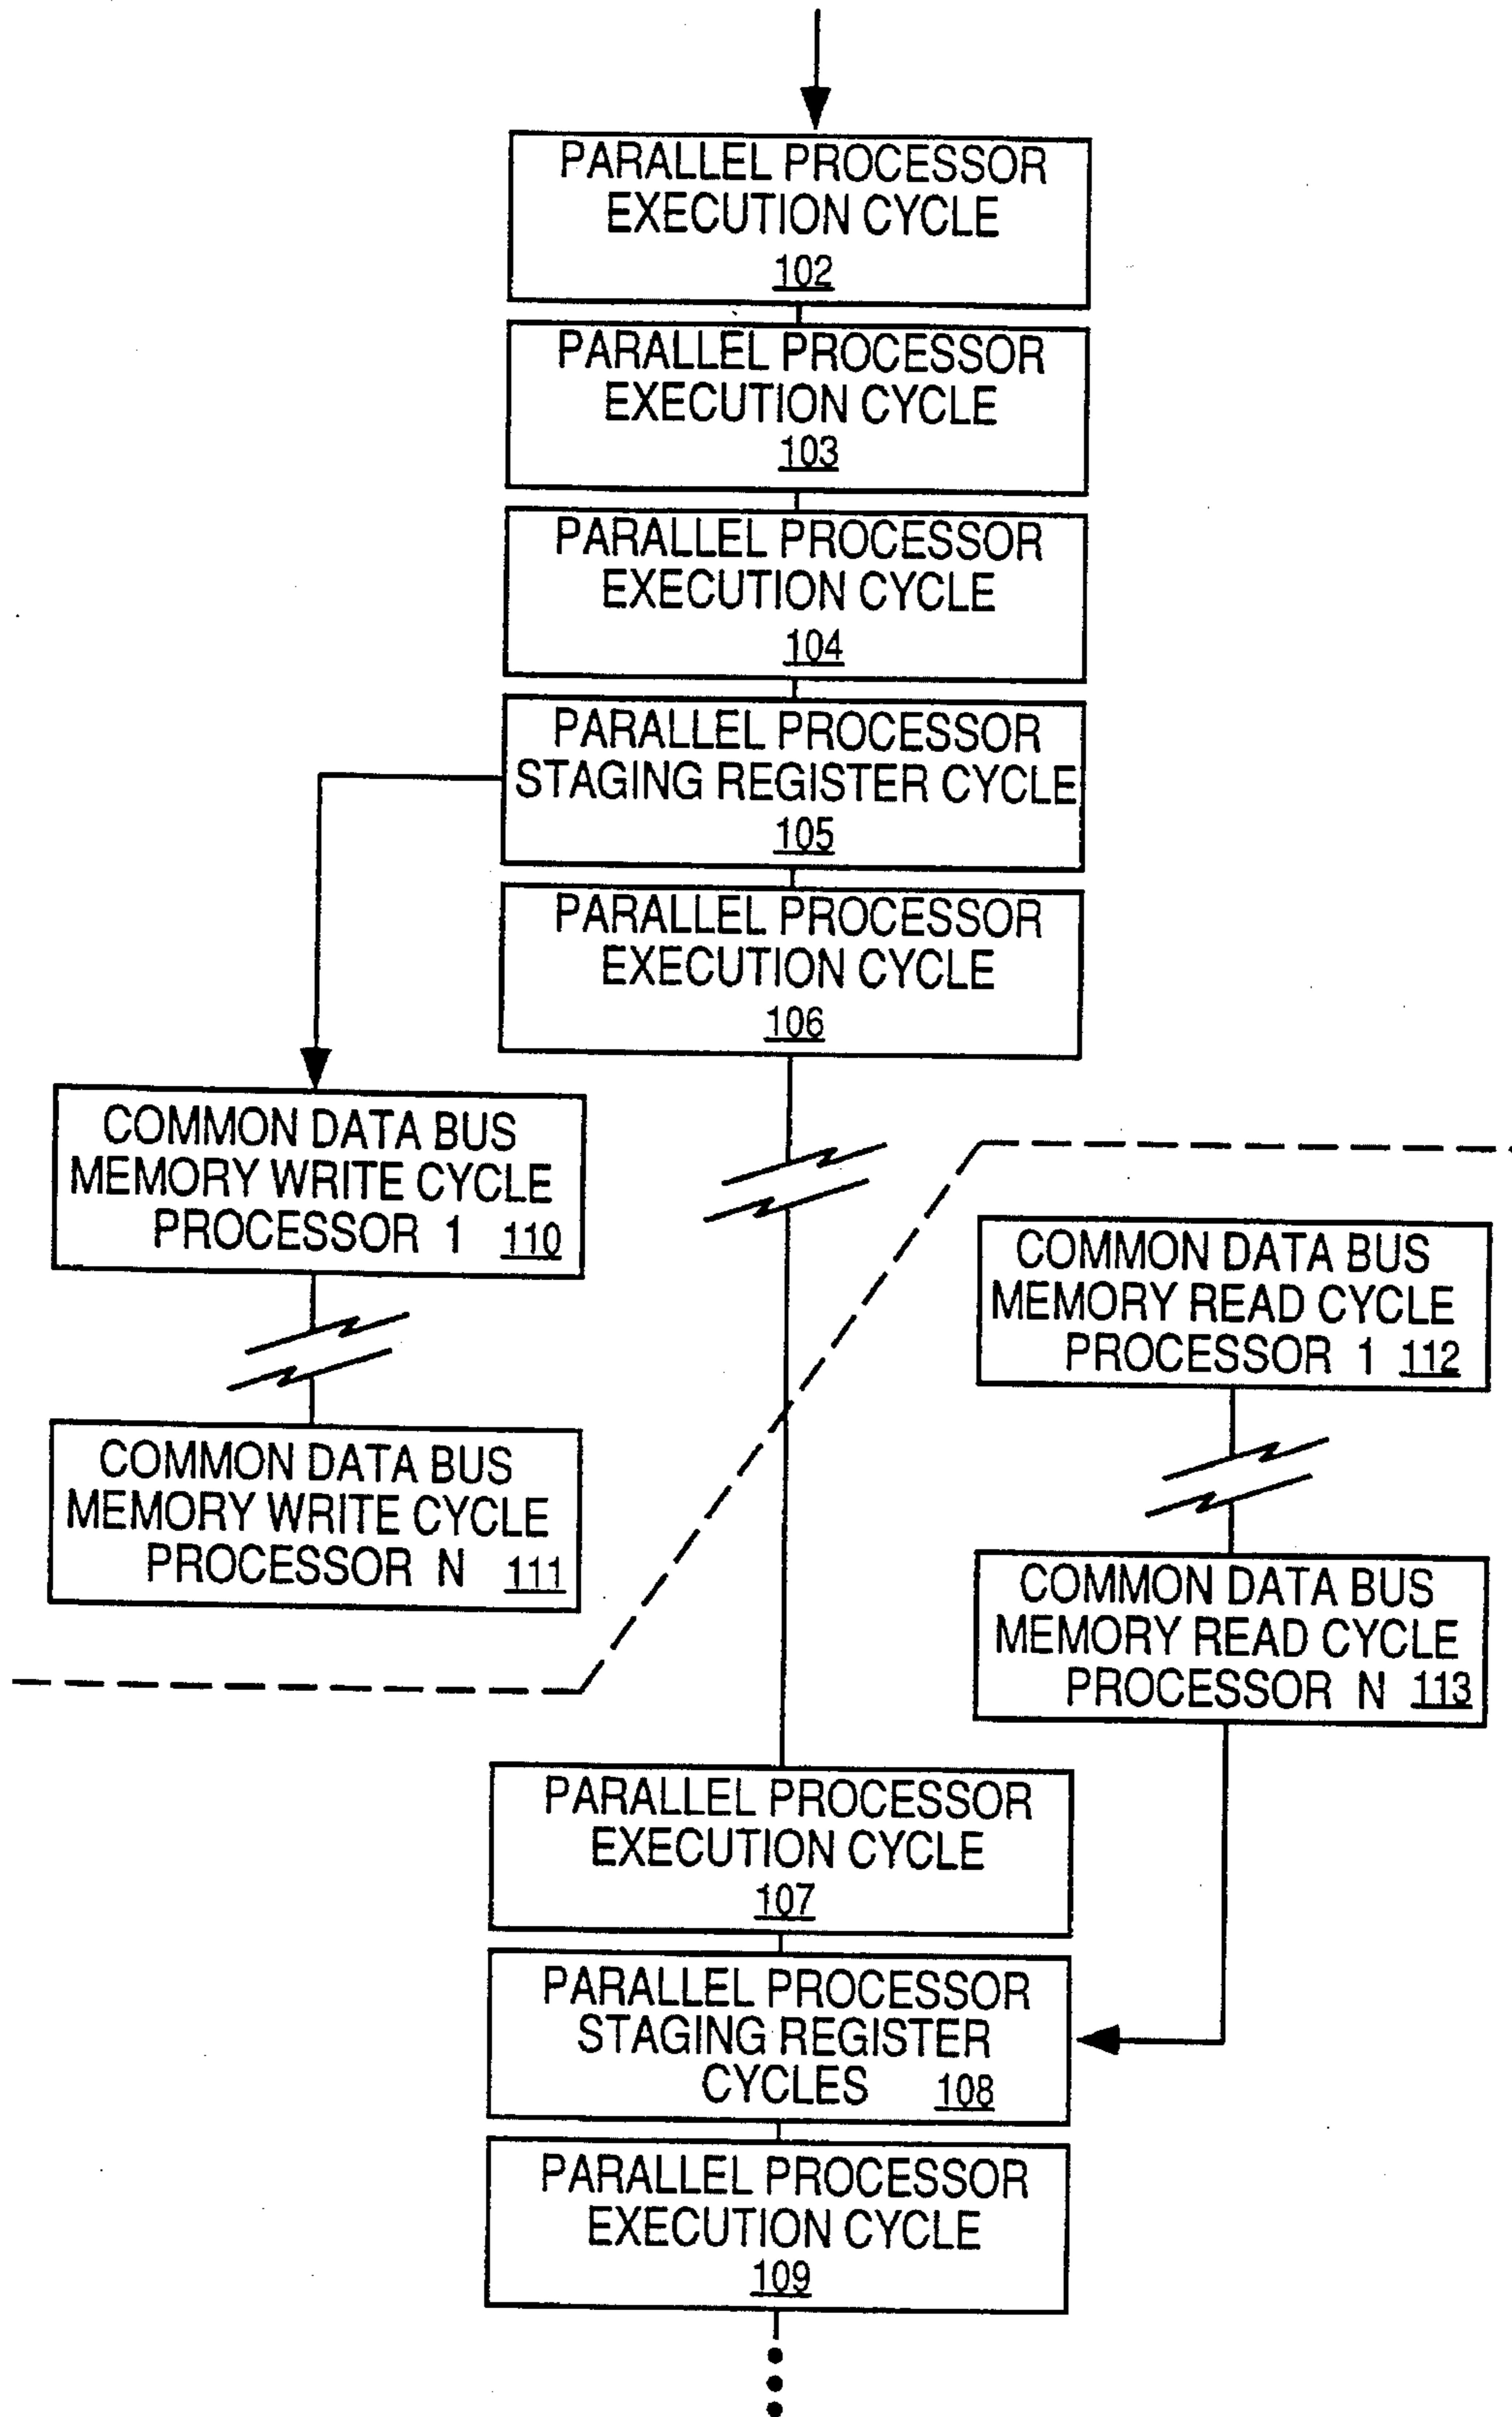 PARALLEL PROCESSOR
EXECUTION CYCLE
102
PARALLEL PROCESSOR
EXECUTION CYCLE
103
PARALLEL PROCESSOR
EXECUTION CYCLE
104
PARALLEL PROCESSOR
STAGING REGISTER CYCLE
105
PARALLEL PROCESSOR
EXECUTION CYCLE
106
COMMON DATA BUS
MEMORY WRITE CYCLE
PROCESSOR 1 110
COMMON DATA BUS
MEMORY WRITE CYCLE
PROCESSOR N 111
COMMON DATA BUS
MEMORY READ CYCLE
PROCESSOR 1 112
COMMON DATA BUS
MEMORY READ CYCLE
PROCESSOR N 113
PARALLEL PROCESSOR
EXECUTION CYCLE
107
PARALLEL PROCESSOR
STAGING REGISTER
CYCLES 108
PARALLEL PROCESSOR
EXECUTION CYCLE
109